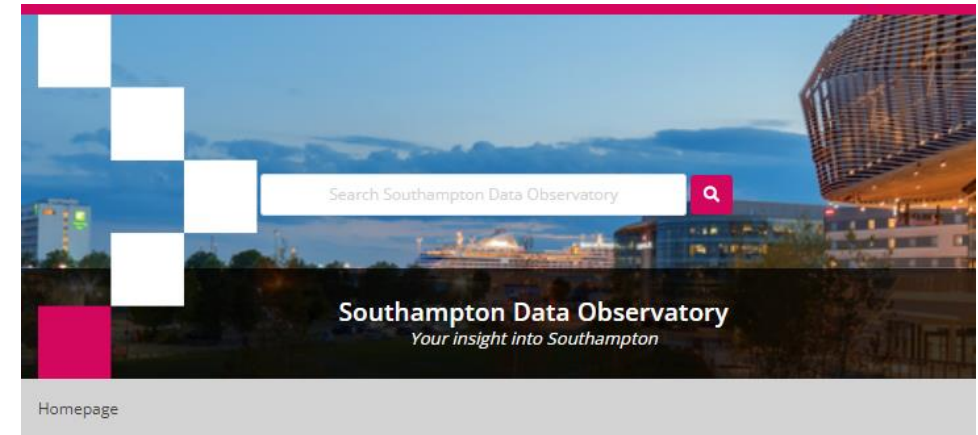 Search Southampton Data Observatory
Southampton Data Observatory
Your insight into Southampton
Homepage